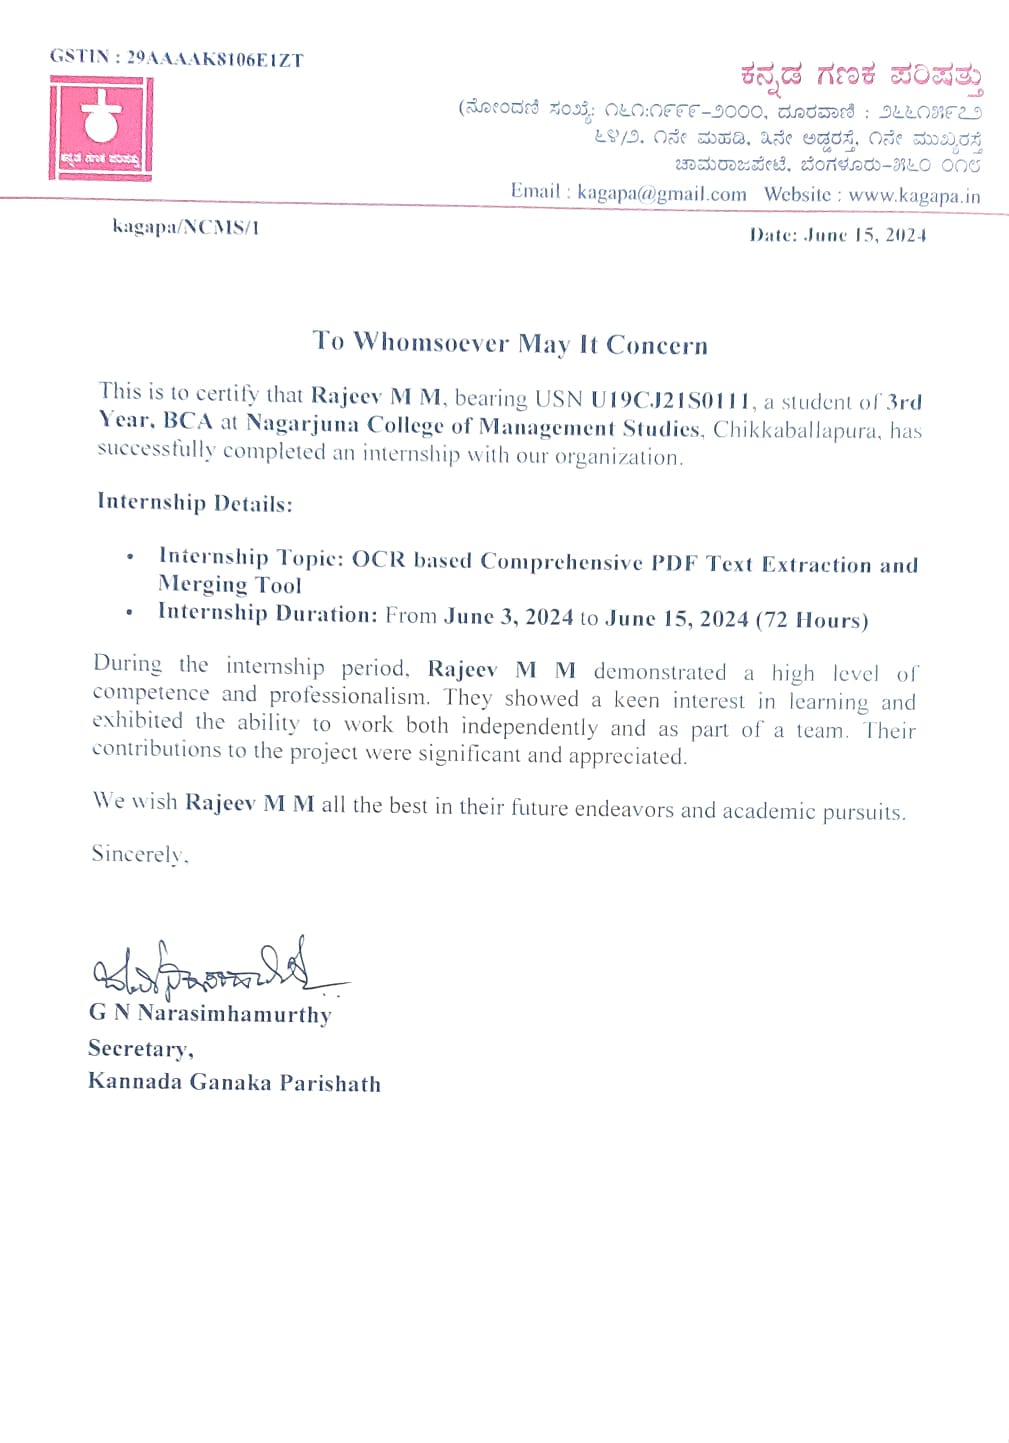 GSTIN : 29AAAAK8106E1ZT
ಕನ್ನಡ ಗಣಕ ಪರಿಷತ್ತು
ಕನ್ನಡ ಗಣಕ ಪರಿಷತ್ತು
(ನೋಂದಣಿ ಸಂಖ್ಯೆ: ೧೬೧:೧೯೯೯-೨೦೦೦, ದೂರವಾಣಿ : ೨೬೬೧೫೯೭೨
೬೪/೨, ೧ನೇ ಮಹಡಿ, ೩ನೇ ಅಡ್ಡರಸ್ತೆ, ೧ನೇ ಮುಖ್ಯರಸ್ತೆ
ಚಾಮರಾಜಪೇಟೆ, ಬೆಂಗಳೂರು-೫೬೦ ೦೧೮
Email : kagapa@gmail.com Website : www.kagapa.in
kagapa/NCMS/1
Date: June 15, 2024
To Whomsoever May It Concern
This is to certify that Rajeev M M, bearing USN U19CJ21S0111, a student of 3rd
Year, BCA at Nagarjuna College of Management Studies, Chikkaballapura, has
successfully completed an internship with our organization.
Internship Details:
• Internship Topic: OCR based Comprehensive PDF Text Extraction and
Merging Tool
• Internship Duration: From June 3, 2024 to June 15, 2024 (72 Hours)
During the internship period, Rajeev M M demonstrated a high level of
competence and professionalism. They showed a keen interest in learning and
exhibited the ability to work both independently and as part of a team. Their
contributions to the project were significant and appreciated.
We wish Rajeev M M all the best in their future endeavors and academic pursuits.
Sincerely,
G N Narasimhamurthy
Secretary,
Kannada Ganaka Parishath